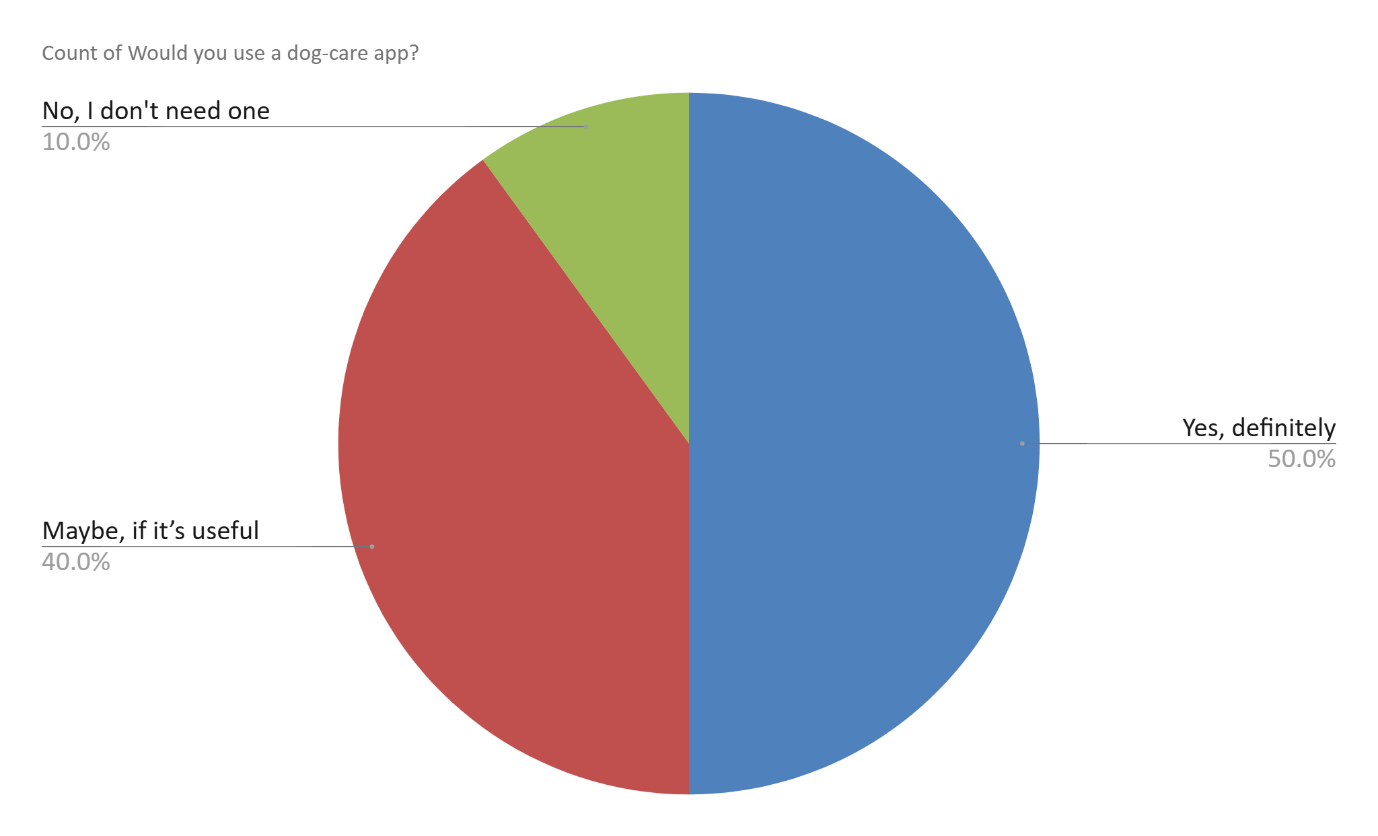 Count of Would you use a dog-care app?
No, I don't need one
10.0%
Yes, definitely
50.0%
Maybe, if it’s useful
40.0%